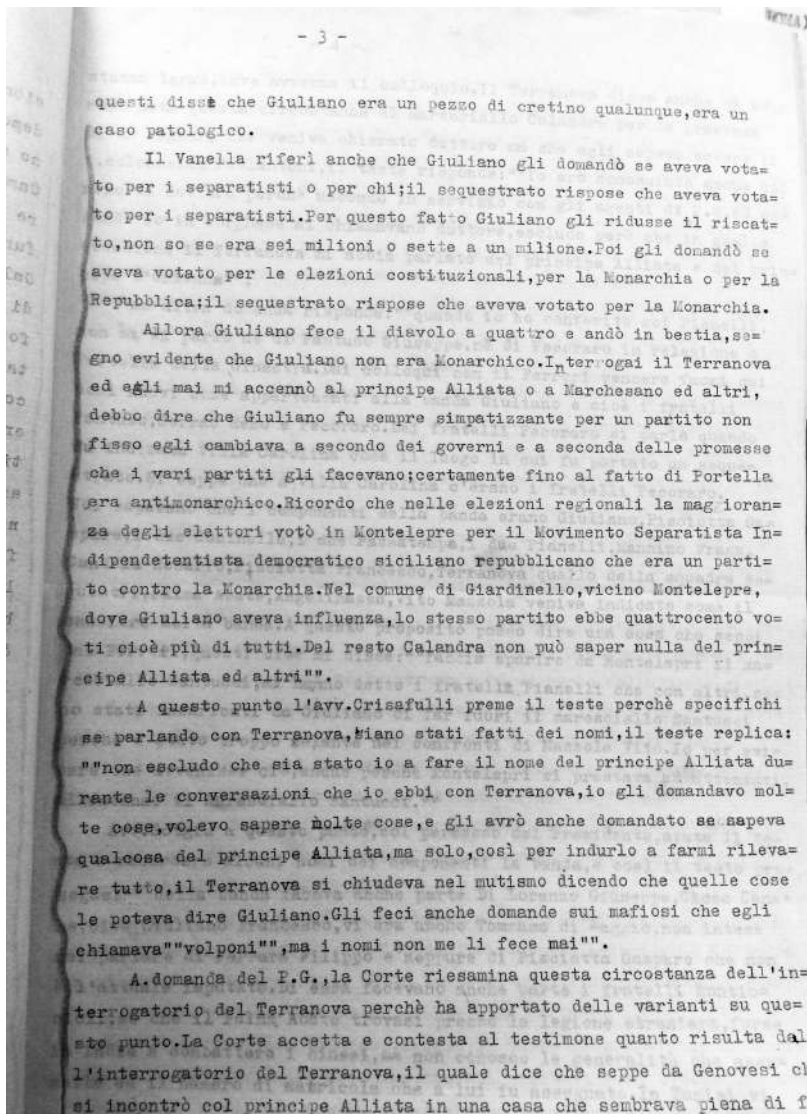 - 3 -
questi disse che Giuliano era un pezzo di cretino qualunque,era un
caso patologico.
Il Vanella riferì anche che Giuliano gli domandò se aveva vota=
to per i separatisti o per chi;il sequestrato rispose che aveva vota=
to per i separatisti.Per questo fatto Giuliano gli ridusse il riscat=
to,non so se era sei milioni o sette a un milione.Poi gli domandò se
aveva votato per le elezioni costituzionali,per la Monarchia o per la
Repubblica;il sequestrato rispose che aveva votato per la Monarchia.
Allora Giuliano fece il diavolo a quattro e andò in bestia,se=
gno evidente che Giuliano non era Monarchico.Interrogai il Terranova
ed egli mai mi accennò al principe Alliata o a Marchesano ed altri,
debbo dire che Giuliano fu sempre simpatizzante per un partito non
fisso egli cambiava a secondo dei governi e a seconda delle promesse
che i vari partiti gli facevano;certamente fino al fatto di Portella
era antimonarchico.Ricordo che nelle elezioni regionali la mag ioran=
za degli elettori votò in Montelepre per il Movimento Separatista In=
dipendetentista democratico siciliano repubblicano che era un parti=
to contro la Monarchia.Nel comune di Giardinello,vicino Montelepre,
dove Giuliano aveva influenza,lo stesso partito ebbe quattrocento vo=
ti cioè più di tutti.Del resto Calandra non può saper nulla del prin=
cipe Alliata ed altri"".
A questo punto l'avv.Crisafulli preme il teste perchè specifichi
se parlando con Terranova,siano stati fatti dei nomi,il teste replica:
""non escludo che sia stato io a fare il nome del principe Alliata du=
rante le conversazioni che io ebbi con Terranova,io gli domandavo mol=
te cose,volevo sapere molte cose,e gli avrò anche domandato se sapeva
qualcosa del principe Alliata,ma solo,così per indurlo a farmi rileva=
re tutto,il Terranova si chiudeva nel mutismo dicendo che quelle cose
le poteva dire Giuliano.Gli feci anche domande sui mafiosi che egli
chiamava""volponi"",ma i nomi non me li fece mai"".
A.domanda del P.G.,la Corte riesamina questa circostanza dell'in=
terrogatorio del Terranova perchè ha apportato delle varianti su que=
sto punto.La Corte accetta e contesta al testimone quanto risulta dal
l'interrogatorio del Terranova,il quale dice che seppe da Genovesi ch
si incontrò col principe Alliata in una casa che sembrava piena di f